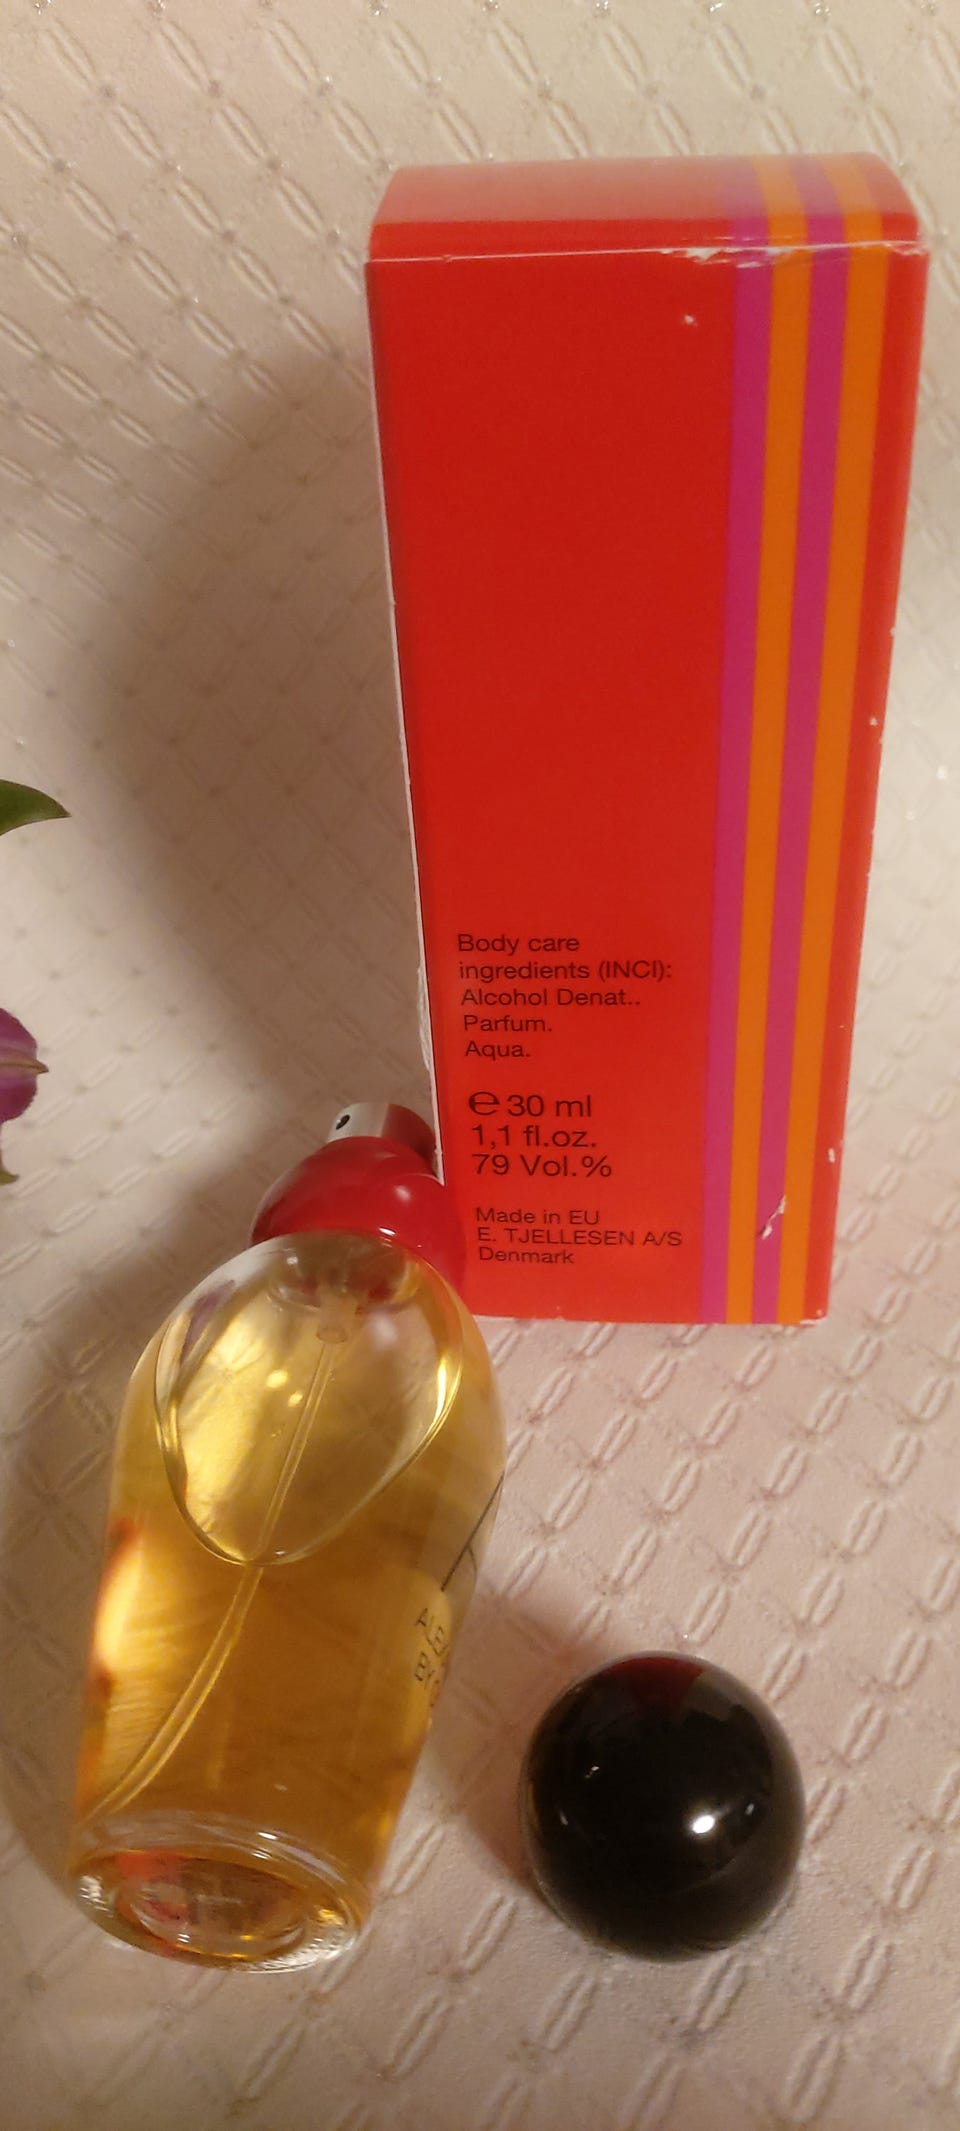 Body care
ingredients (INCI):
Alcohol Denat..
Parfum.
Aqua.
℮ 30 ml
1,1 fl.oz.
79 Vol.%
Made in EU
E. TJELLESEN A/S
Denmark